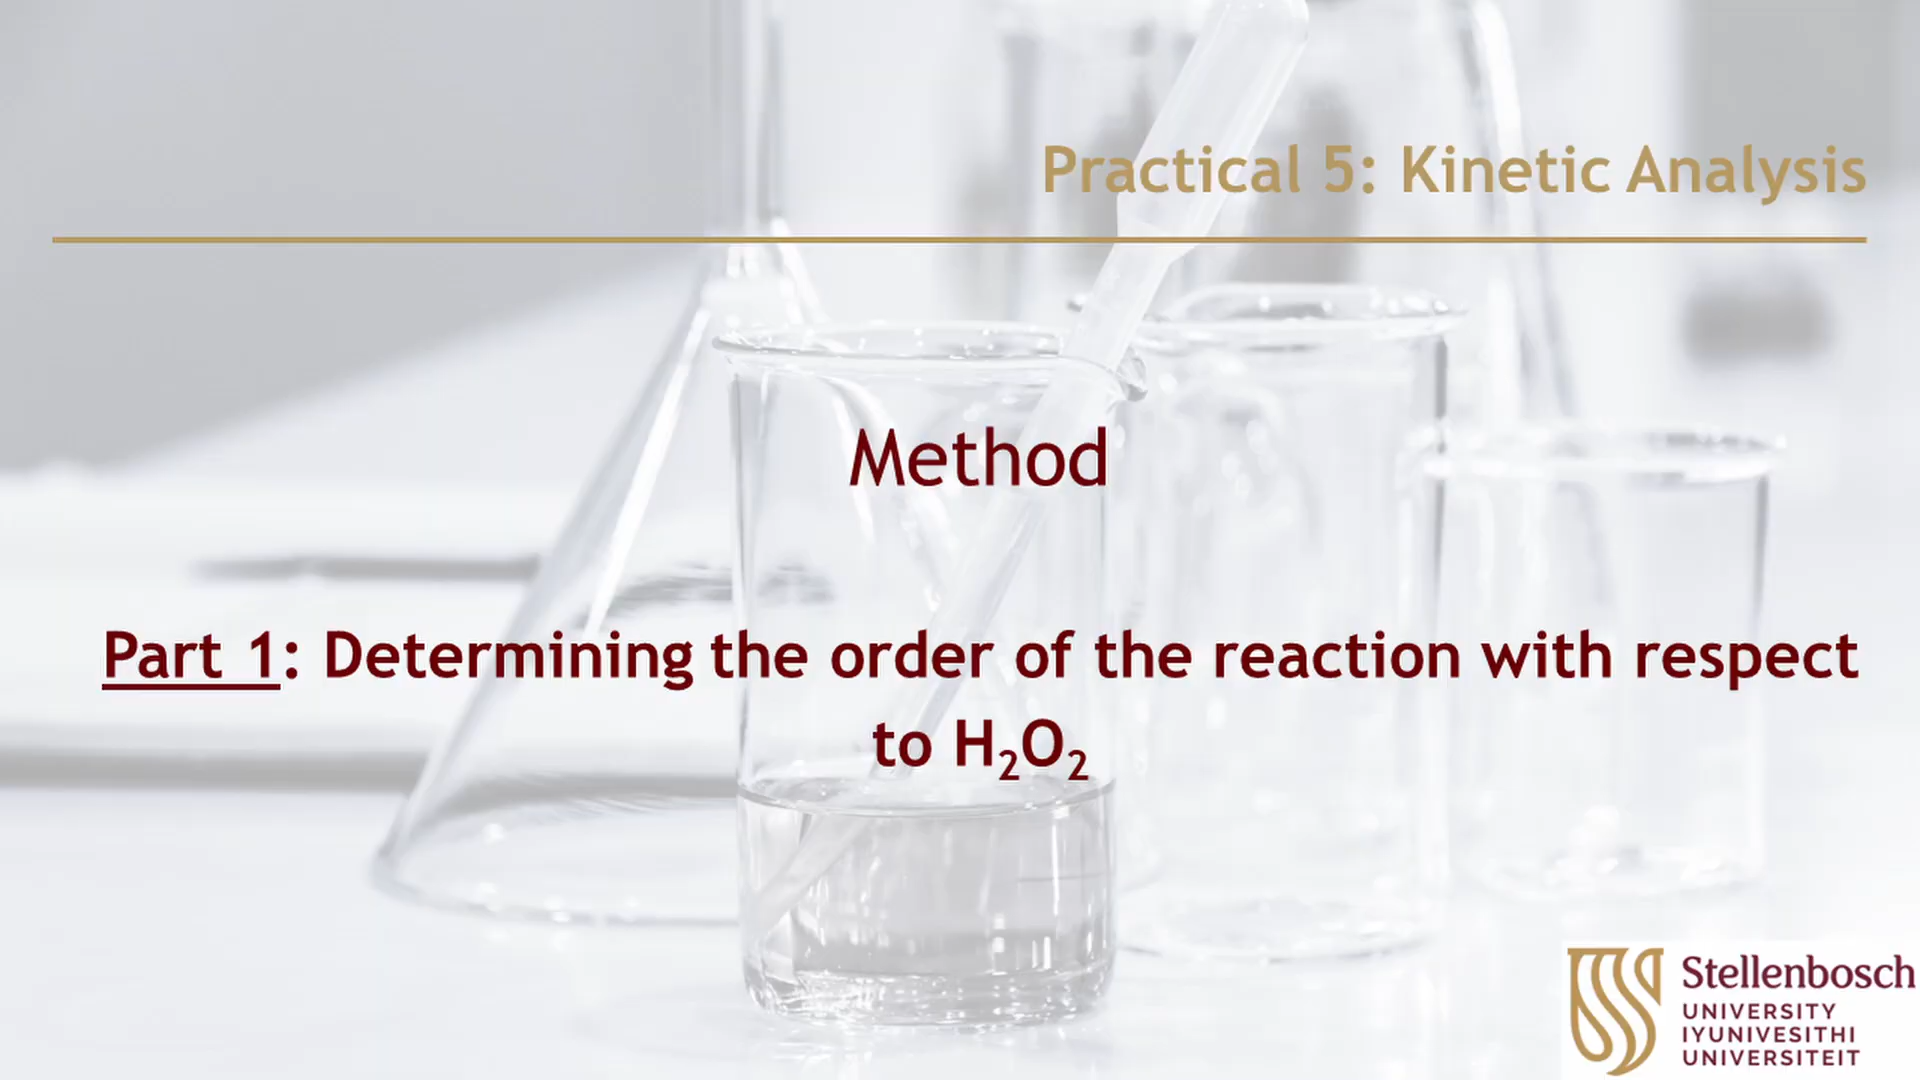 Practical 5: Kinetic Analysis
Method
Part 1: Determining the order of the reaction with respect
to H₂O₂
Stellenbosch
UNIVERSITY
IYUNIVESITHI
UNIVERSITEIT